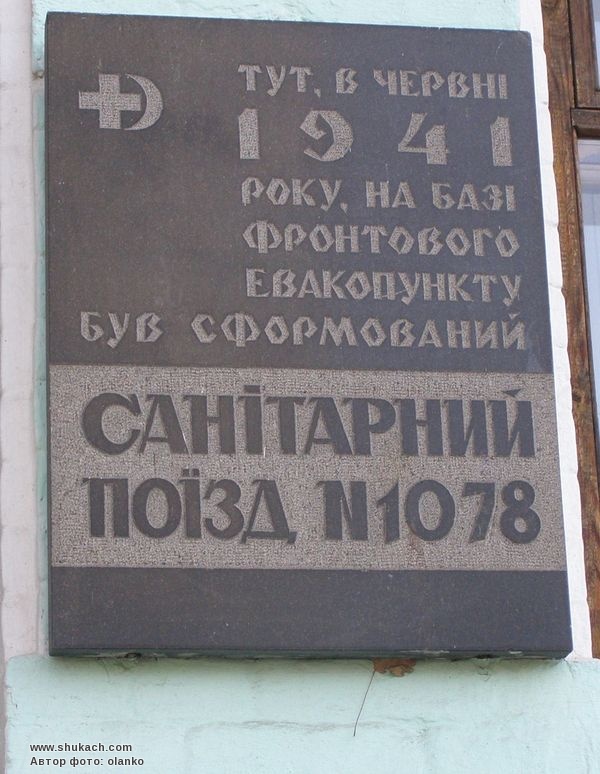 ТУТ, В ЧЕРВНІ
1941
РОКУ, НА БАЗІ
ФРОНТОВОГО
ЕВАКОПУНКТУ
БУВ СФОРМОВАНИЙ
САНІТАРНИЙ
ПОЇЗД N1078
www.shukach.com
Автор фото: olanko